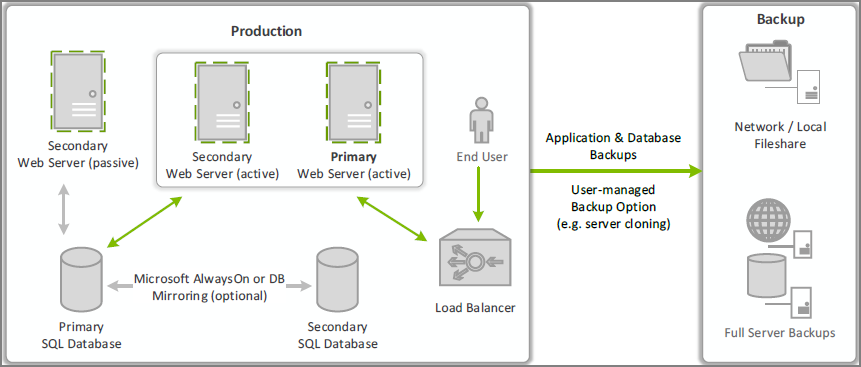 Production
Secondary
Web Server (passive)
Secondary
Web Server (active)
Primary
Web Server (active)
End User
Microsoft AlwaysOn or DB
Mirroring (optional)
Primary
SQL Database
Secondary
SQL Database
Load Balancer
Application & Database
Backups
User-managed
Backup Option
(e.g. server cloning)
Backup
Network / Local
Fileshare
Full Server Backups